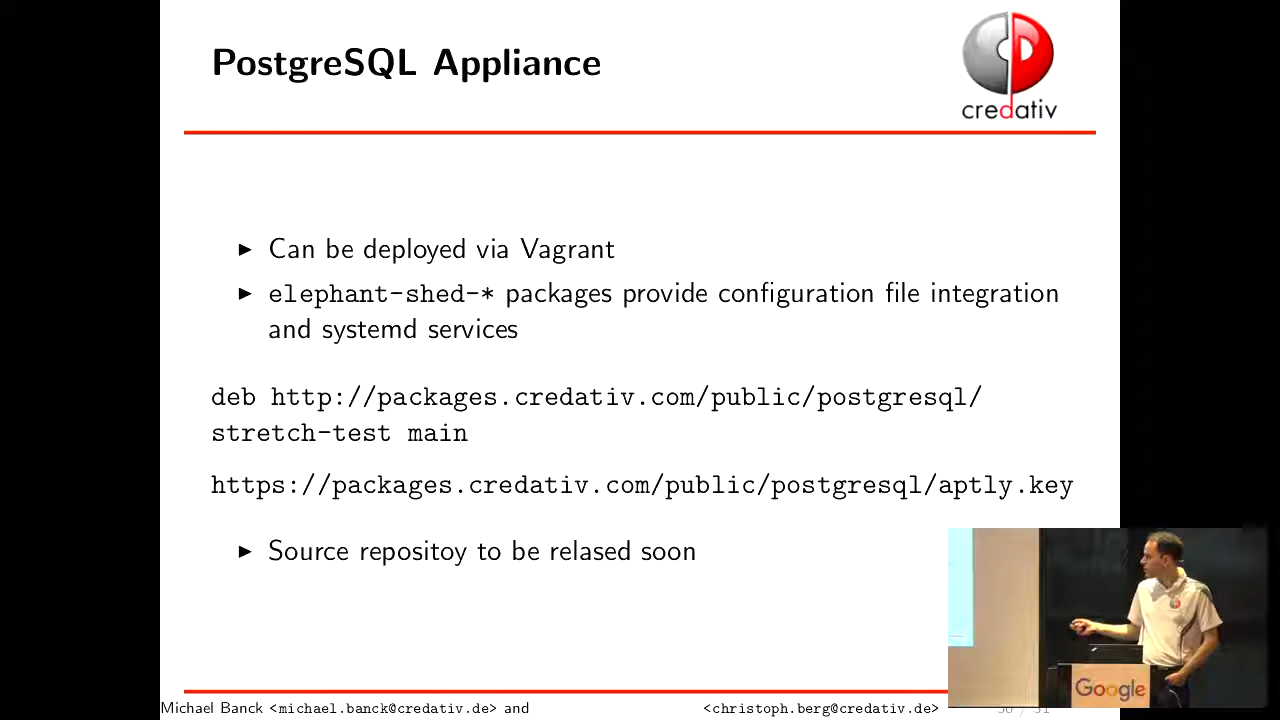 PostgreSQL Appliance
credativ
▶ Can be deployed via Vagrant
▶ elephant-shed-* packages provide configuration file integration
and systemd services
deb http://packages.credativ.com/public/postgresql/
stretch-test main
https://packages.credativ.com/public/postgresql/aptly.key
▶ Source repositoy to be relased soon
Google
Michael Banck <michael.banck@credativ.de> and <christoph.berg@credativ.de>